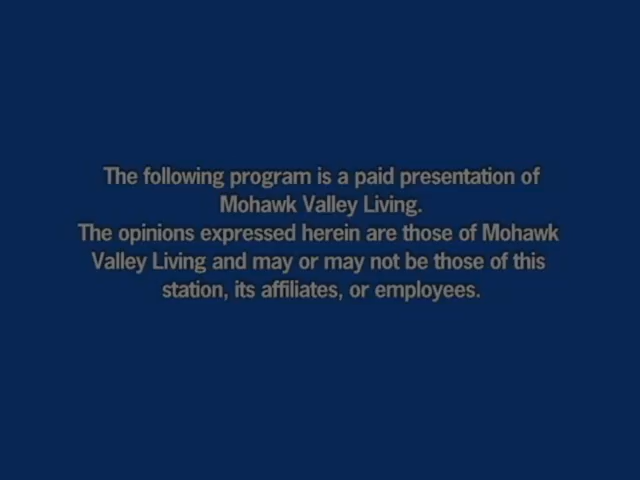 The following program is a paid presentation of
Mohawk Valley Living.
The opinions expressed herein are those of Mohawk
Valley Living and may or may not be those of this
station, its affiliates, or employees.